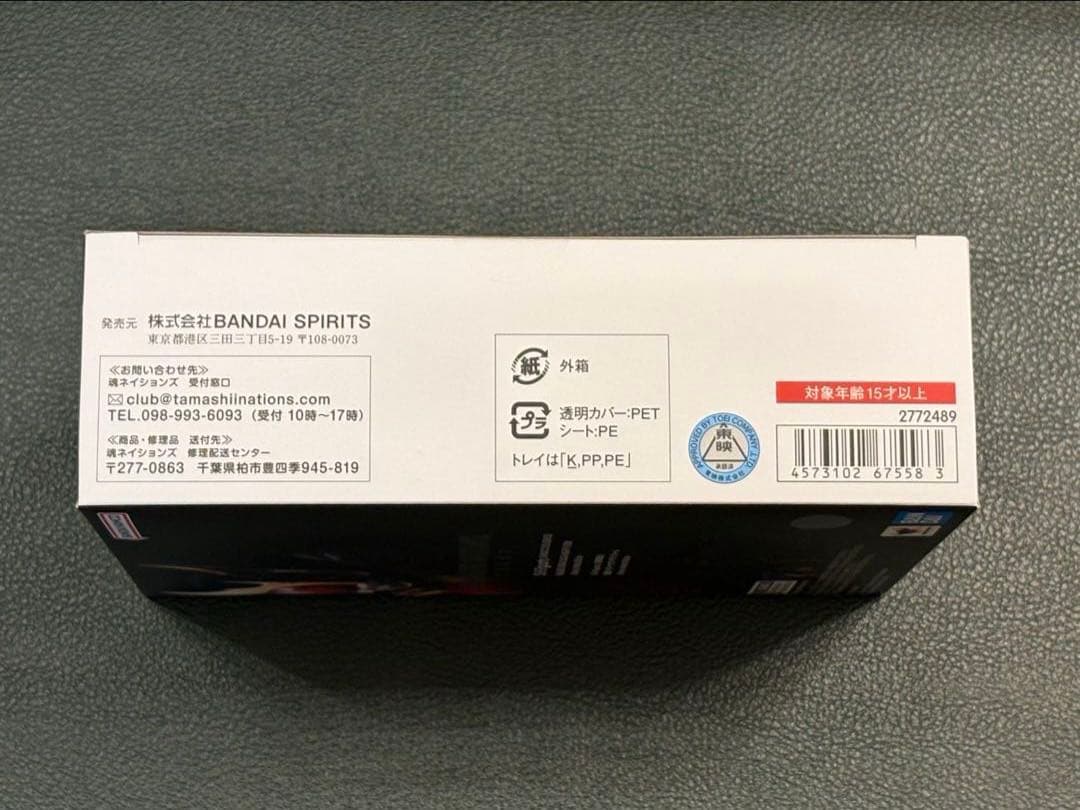 発売元 株式会社BANDAI SPIRITS
東京都港区三田三丁目5-19 〒108-0073
≪お問い合わせ先≫
魂ネイションズ 受付窓口
club@tamashiinations.com
TEL.098-993-6093（受付 10時〜17時）
≪商品・修理品 送付先≫
魂ネイションズ 修理配送センター
〒277-0863 千葉県柏市豊四季945-819
紙 外箱
プラ 透明カバー:PET
シート:PE
トレイは「K,PP,PE」
APPROVED BY TOEI COMPANY, LTD
東映
対象年齢15才以上
2772489
4573102 67558 3